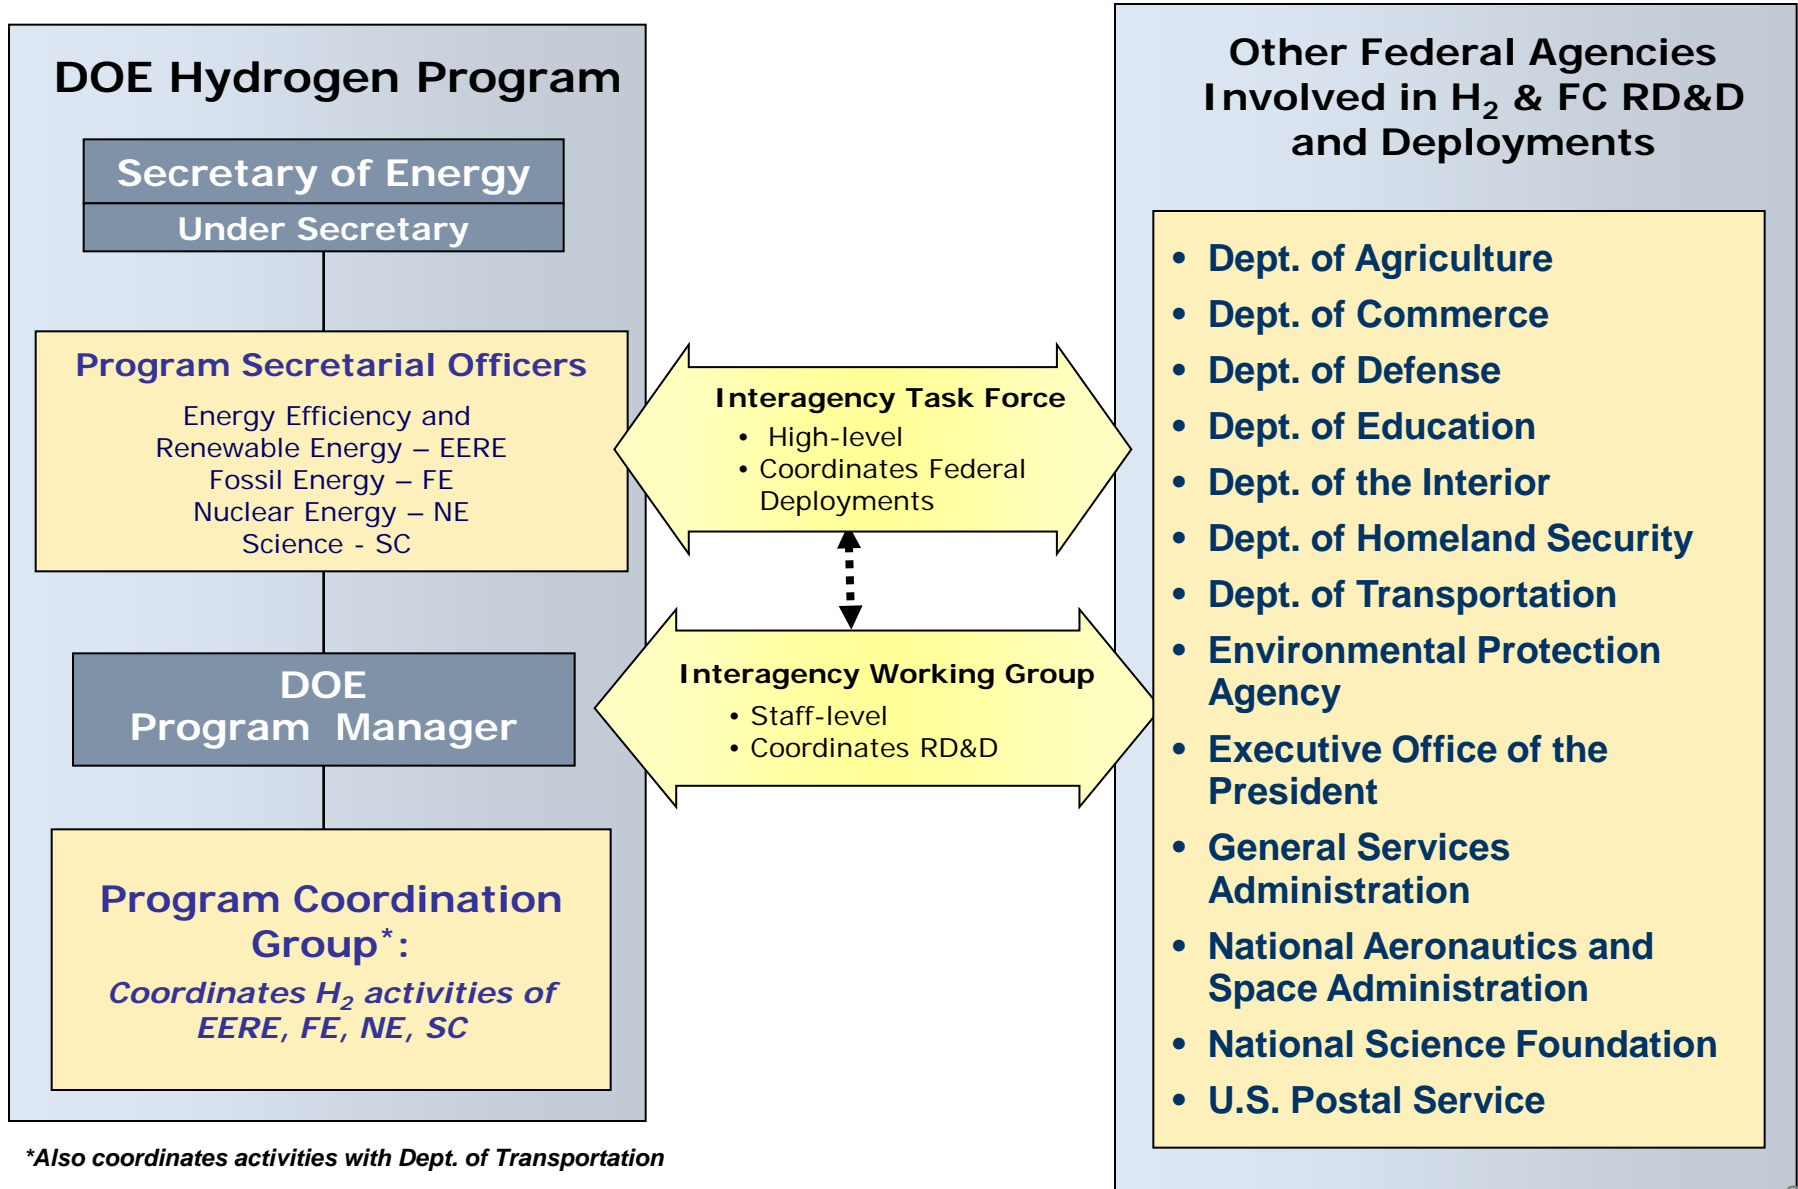 DOE Hydrogen Program
Secretary of Energy
Under Secretary
Program Secretarial Officers
Energy Efficiency and
Renewable Energy – EERE
Fossil Energy – FE
Nuclear Energy – NE
Science - SC
DOE
Program Manager
Program Coordination
Group*:
Coordinates H₂ activities of
EERE, FE, NE, SC
*Also coordinates activities with Dept. of Transportation
Interagency Task Force
• High-level
• Coordinates Federal
Deployments
Interagency Working Group
• Staff-level
• Coordinates RD&D
Other Federal Agencies
Involved in H₂ & FC RD&D
and Deployments
• Dept. of Agriculture
• Dept. of Commerce
• Dept. of Defense
• Dept. of Education
• Dept. of the Interior
• Dept. of Homeland Security
• Dept. of Transportation
• Environmental Protection
Agency
• Executive Office of the
President
• General Services
Administration
• National Aeronautics and
Space Administration
• National Science Foundation
• U.S. Postal Service